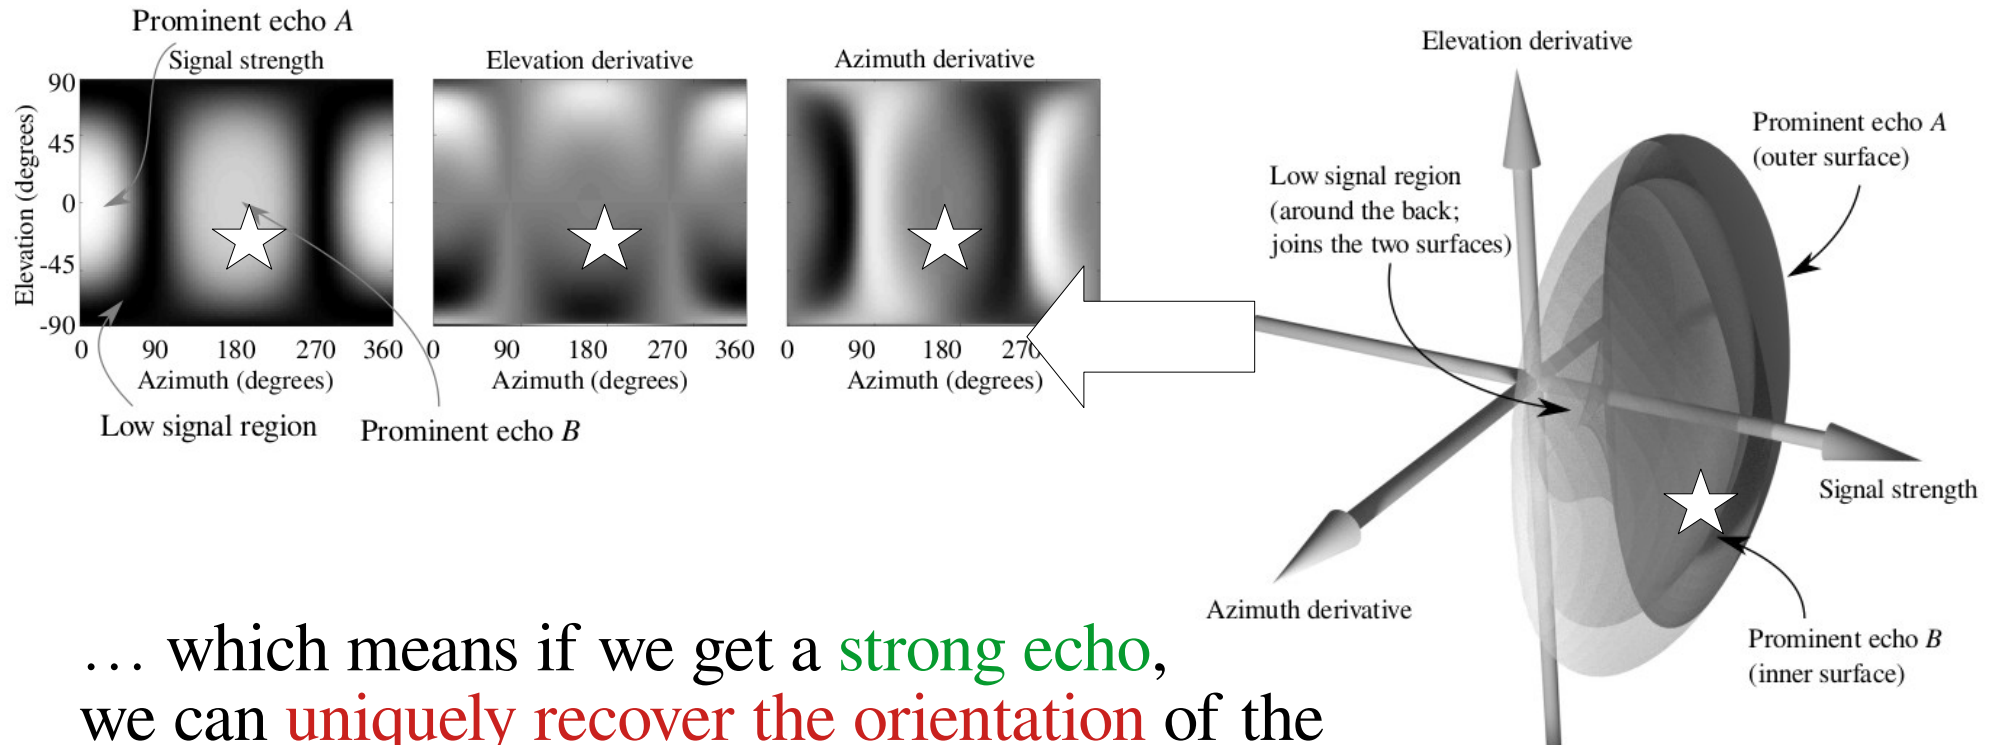 Prominent echo A
Signal strength
Elevation derivative
Azimuth derivative
Elevation (degrees)
90
45
0
-45
-90
0 90 180 270 360
0 90 180 270 360
0 90 180 270
Azimuth (degrees)
Azimuth (degrees)
Azimuth (degrees)
Low signal region
Prominent echo B
Elevation derivative
Prominent echo A
(outer surface)
Low signal region
(around the back;
joins the two surfaces)
Signal strength
Azimuth derivative
Prominent echo B
(inner surface)
… which means if we get a strong echo,
we can uniquely recover the orientation of the